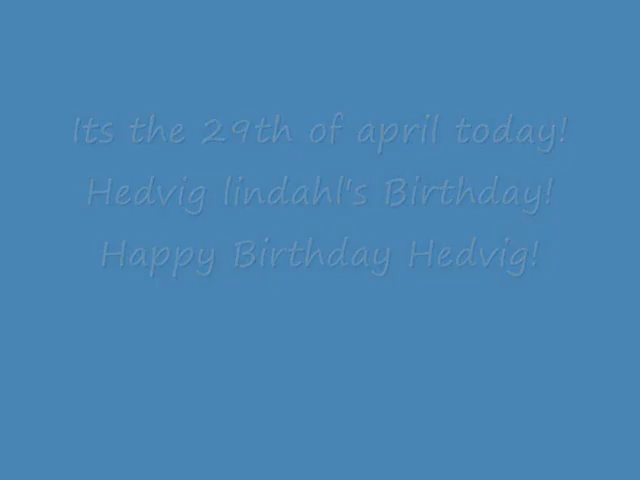 Its the 29th of april today!
Hedvig lindahl's Birthday!
Happy Birthday Hedvig!